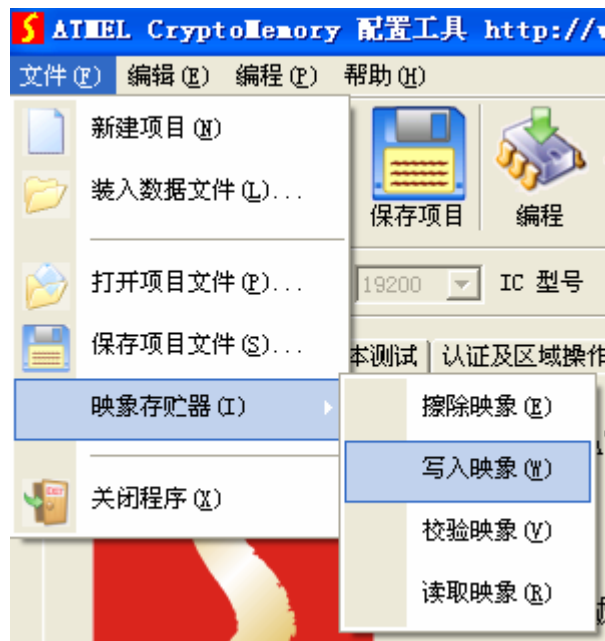 ATMEL CryptoMemory 配置工具 http://
文件(F) 编辑(E) 编程(P) 帮助(H)
新建项目(N)
装入数据文件(L)...
打开项目文件(P)...
保存项目文件(S)...
映象存贮器(I)
关闭程序(X)
保存项目 编程
19200 IC 型号
本测试 认证及区域操作
擦除映象(E)
写入映象(W)
校验映象(V)
读取映象(R)